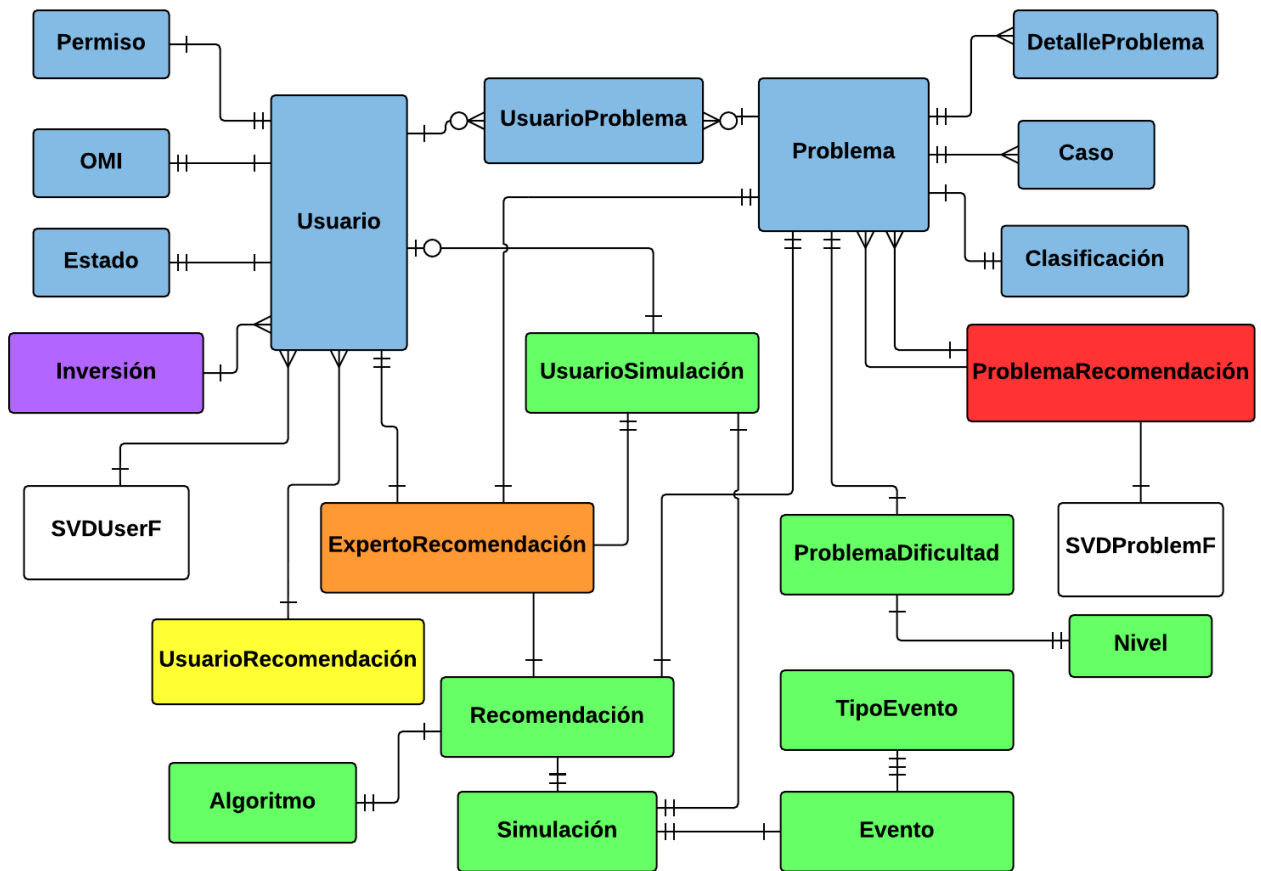 Permiso
DetalleProblema
UsuarioProblema
Problema
OMI
Caso
Usuario
Estado
Clasificación
Inversión
UsuarioSimulación
ProblemaRecomendación
SVDUserF
ExpertoRecomendación
ProblemaDificultad
SVDProblemF
UsuarioRecomendación
Nivel
Recomendación
TipoEvento
Algoritmo
Simulación
Evento